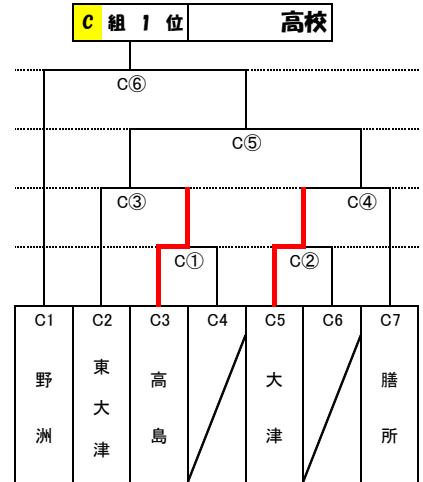 C 組 1 位 高校
C⑥
C⑤
C③ C④
C① C②
C1 C2 C3 C4 C5 C6 C7
野洲 東大津 高島 大津 膳所